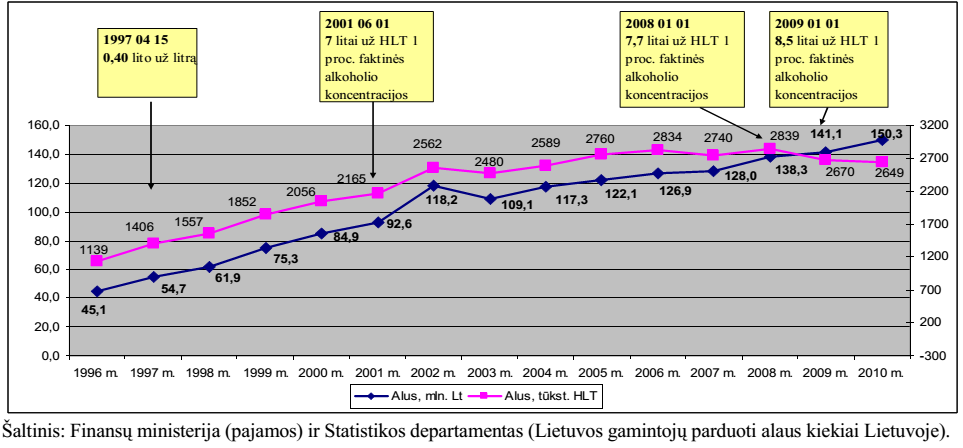 1997 04 15
0,40 lito už litrą
2001 06 01
7 litai už HLT 1
proc. faktinės
alkoholio
koncentracijos
2008 01 01
7,7 litai už HLT 1
proc. faktinės
alkoholio
koncentracijos
2009 01 01
8,5 litai už HLT 1
proc. faktinės
alkoholio
koncentracijos
160,0
140,0
120,0
100,0
80,0
60,0
40,0
20,0
0,0
3200
2700
2200
1700
1200
700
200
-300
1139
1406
1557
1852
2056
2165
2562
2480
2589
2760
2834
2740
2839
2670
2649
45,1
54,7
61,9
75,3
84,9
92,6
118,2
109,1
117,3
122,1
126,9
128,0
138,3
141,1
150,3
1996 m. 1997 m. 1998 m. 1999 m. 2000 m. 2001 m. 2002 m. 2003 m. 2004 m. 2005 m. 2006 m. 2007 m. 2008 m. 2009 m. 2010 m.
Alus, mln. Lt Alus, tūkst. HLT
Šaltinis: Finansų ministerija (pajamos) ir Statistikos departamentas (Lietuvos gamintojų parduoti alaus kiekiai Lietuvoje).